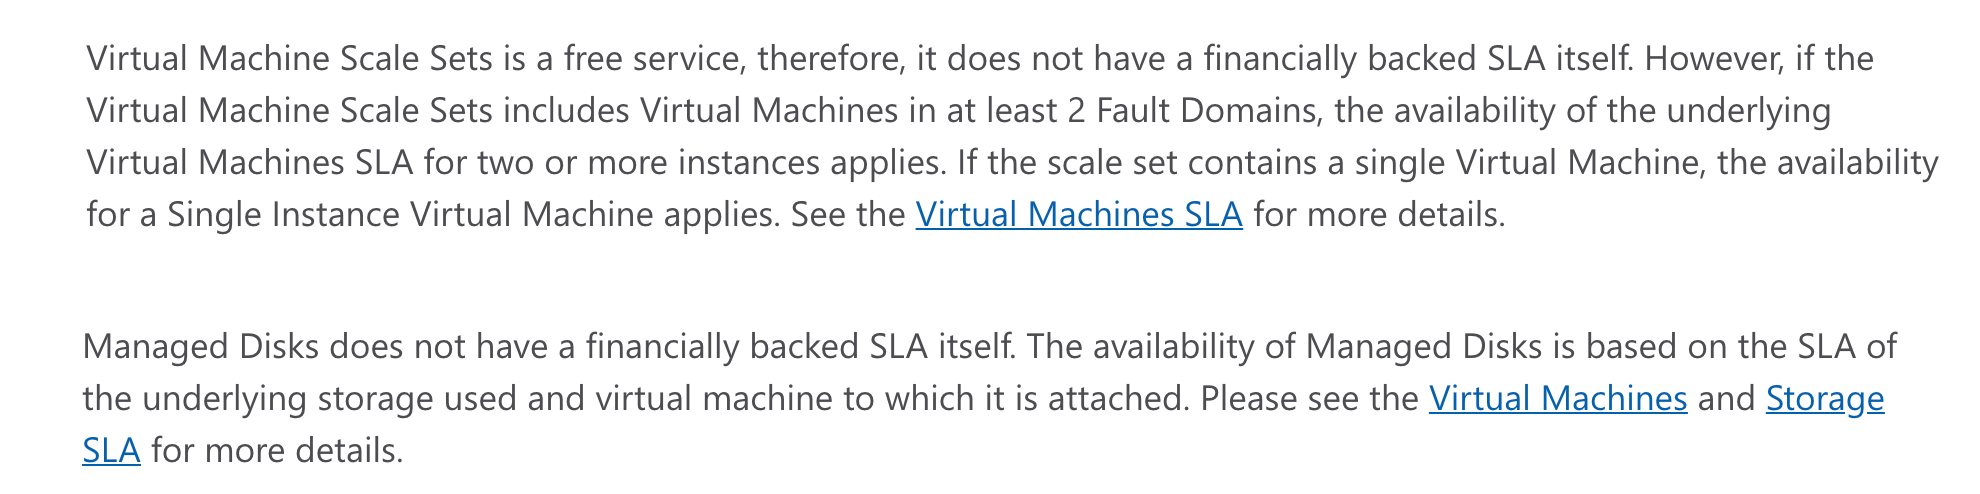 Virtual Machine Scale Sets is a free service, therefore, it does not have a financially backed SLA itself. However, if the
Virtual Machine Scale Sets includes Virtual Machines in at least 2 Fault Domains, the availability of the underlying
Virtual Machines SLA for two or more instances applies. If the scale set contains a single Virtual Machine, the availability
for a Single Instance Virtual Machine applies. See the Virtual Machines SLA for more details.
Managed Disks does not have a financially backed SLA itself. The availability of Managed Disks is based on the SLA of
the underlying storage used and virtual machine to which it is attached. Please see the Virtual Machines and Storage
SLA for more details.